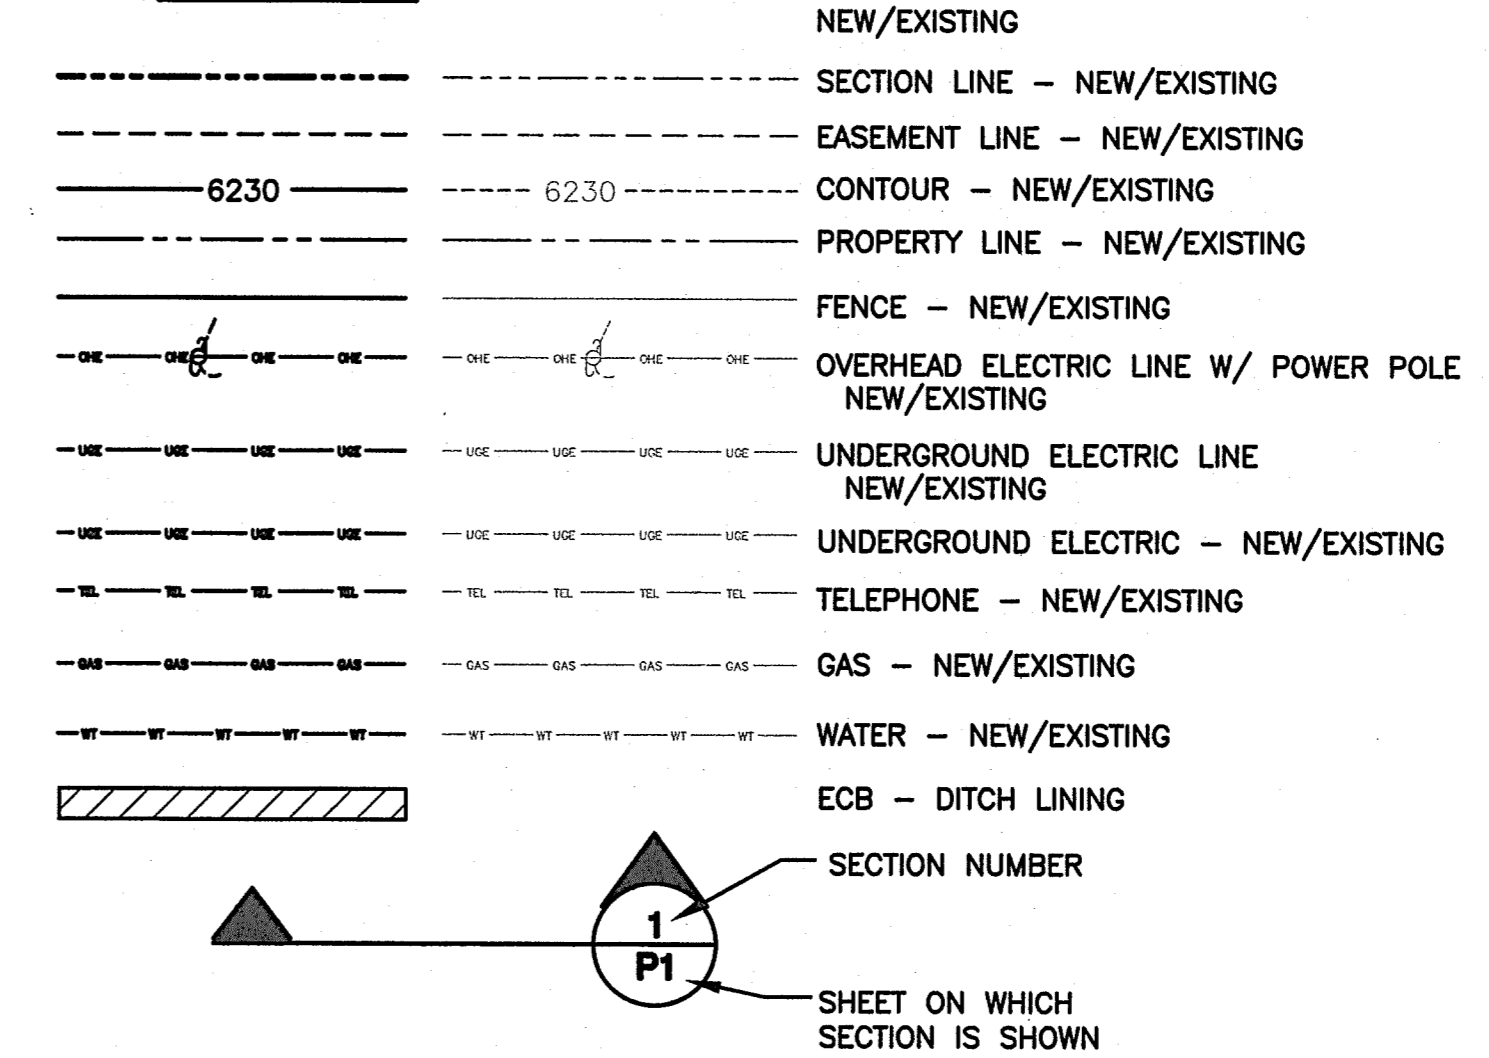 NEW/EXISTING
SECTION LINE – NEW/EXISTING
EASEMENT LINE – NEW/EXISTING
6230 6230 CONTOUR – NEW/EXISTING
PROPERTY LINE – NEW/EXISTING
FENCE – NEW/EXISTING
OHE OHE OHE OHE OHE OHE OHE OHE OVERHEAD ELECTRIC LINE W/ POWER POLE
NEW/EXISTING
UGE UGE UGE UGE UGE UGE UGE UGE UNDERGROUND ELECTRIC LINE
NEW/EXISTING
UGE UGE UGE UGE UGE UGE UGE UGE UNDERGROUND ELECTRIC – NEW/EXISTING
TEL TEL TEL TEL TEL TEL TEL TEL TELEPHONE – NEW/EXISTING
GAS GAS GAS GAS GAS GAS GAS GAS GAS – NEW/EXISTING
WT WT WT WT WT WT WT WT WT WT WATER – NEW/EXISTING
ECB – DITCH LINING
SECTION NUMBER
1
P1
SHEET ON WHICH
SECTION IS SHOWN